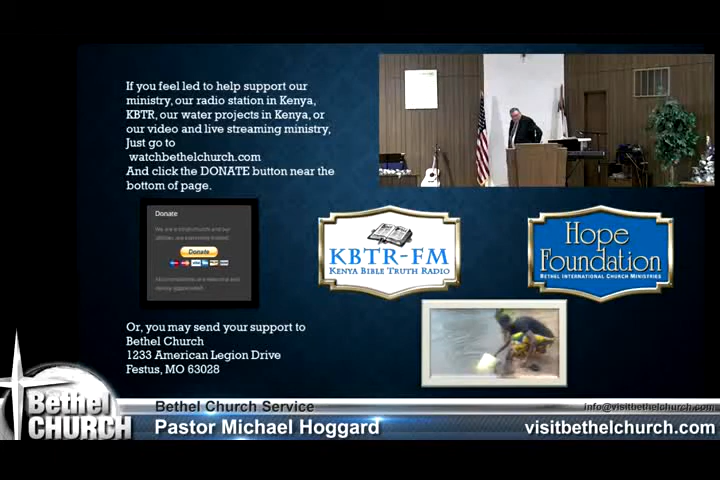 If you feel led to help support our
ministry, our radio station in Kenya,
KBTR, our water projects in Kenya, or
our video and live streaming ministry,
Just go to
watchbethelchurch.com
And click the DONATE button near the
bottom of page.
Donate
Donate
KBTR-FM
KENYA BIBLE TRUTH RADIO
Hope
Foundation
BETHEL INTERNATIONAL CHURCH MINISTRIES
Or, you may send your support to
Bethel Church
1233 American Legion Drive
Festus, MO 63028
Bethel
CHURCH
Bethel Church Service
info@visitbethelchurch.com
Pastor Michael Hoggard
visitbethelchurch.com